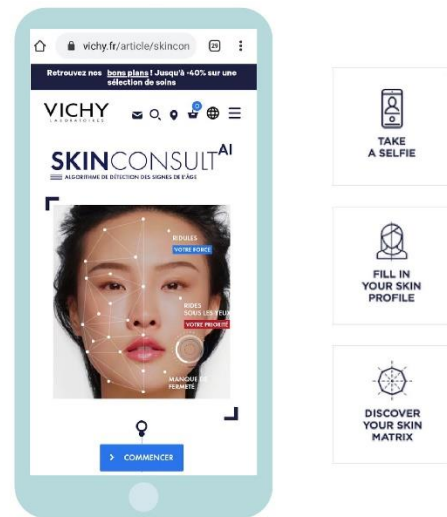 vichy.fr/article/skincon
29
Retrouvez nos bons plans ! Jusqu'à -40% sur une
sélection de soins
VICHY
LABORATOIRES
0
SKINCONSULT AI
ALGORITHME DE DÉTECTION DES SIGNES DE L'ÂGE
RIDULES
VOTRE FORCE
RIDES
SOUS LES YEUX
VOTRE PRIORITÉ
MANQUE DE
FERMETÉ
> COMMENCER
TAKE
A SELFIE
FILL IN
YOUR SKIN
PROFILE
DISCOVER
YOUR SKIN
MATRIX